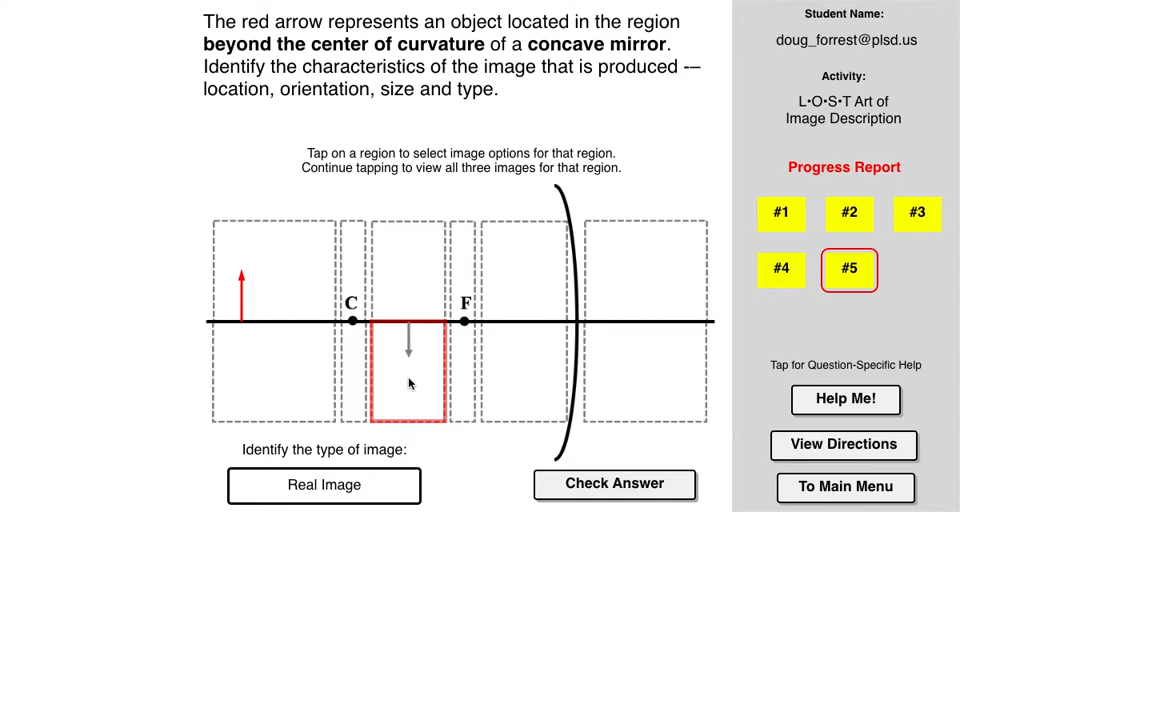 The red arrow represents an object located in the region
beyond the center of curvature of a concave mirror.
Identify the characteristics of the image that is produced -–
location, orientation, size and type.
Tap on a region to select image options for that region.
Continue tapping to view all three images for that region.
C
F
Identify the type of image:
Real Image
Check Answer
Student Name:
doug_forrest@plsd.us
Activity:
L•O•S•T Art of
Image Description
Progress Report
#1 #2 #3
#4 #5
Tap for Question-Specific Help
Help Me!
View Directions
To Main Menu